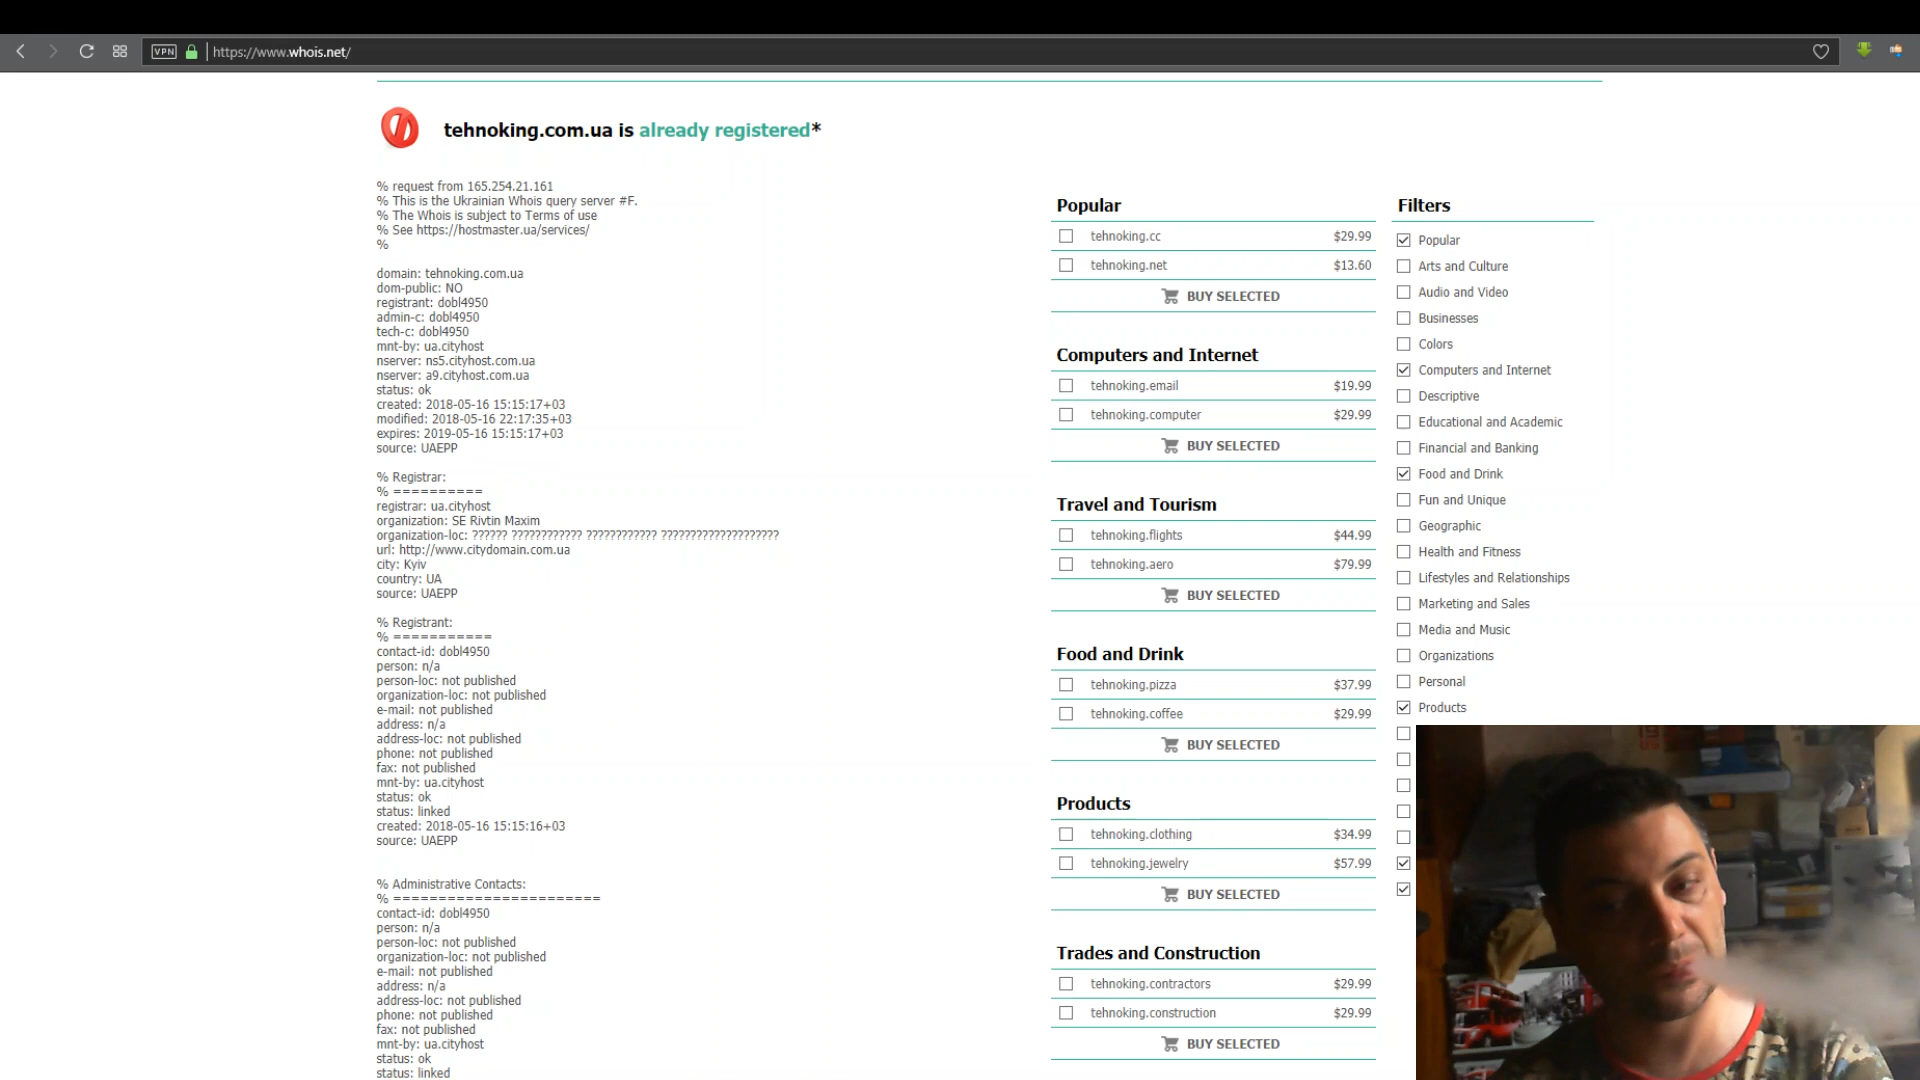 VPN
https://www.whois.net/
tehnoking.com.ua is already registered*
% request from 165.254.21.161
% This is the Ukrainian Whois query server #F.
% The Whois is subject to Terms of use
% See https://hostmaster.ua/services/
%
domain: tehnoking.com.ua
dom-public: NO
registrant: dobl4950
admin-c: dobl4950
tech-c: dobl4950
mnt-by: ua.cityhost
nserver: ns5.cityhost.com.ua
nserver: a9.cityhost.com.ua
status: ok
created: 2018-05-16 15:15:17+03
modified: 2018-05-16 22:17:35+03
expires: 2019-05-16 15:15:17+03
source: UAEPP
% Registrar:
% ==========
registrar: ua.cityhost
organization: SE Rivtin Maxim
organization-loc: ?????? ???????????? ???????????? ????????????????????
url: http://www.citydomain.com.ua
city: Kyiv
country: UA
source: UAEPP
% Registrant:
% ===========
contact-id: dobl4950
person: n/a
person-loc: not published
organization-loc: not published
e-mail: not published
address: n/a
address-loc: not published
phone: not published
fax: not published
mnt-by: ua.cityhost
status: ok
status: linked
created: 2018-05-16 15:15:16+03
source: UAEPP
% Administrative Contacts:
% =======================
contact-id: dobl4950
person: n/a
person-loc: not published
organization-loc: not published
e-mail: not published
address: n/a
address-loc: not published
phone: not published
fax: not published
mnt-by: ua.cityhost
status: ok
status: linked
Popular
tehnoking.cc $29.99
tehnoking.net $13.60
BUY SELECTED
Computers and Internet
tehnoking.email $19.99
tehnoking.computer $29.99
BUY SELECTED
Travel and Tourism
tehnoking.flights $44.99
tehnoking.aero $79.99
BUY SELECTED
Food and Drink
tehnoking.pizza $37.99
tehnoking.coffee $29.99
BUY SELECTED
Products
tehnoking.clothing $34.99
tehnoking.jewelry $57.99
BUY SELECTED
Trades and Construction
tehnoking.contractors $29.99
tehnoking.construction $29.99
BUY SELECTED
Filters
Popular
Arts and Culture
Audio and Video
Businesses
Colors
Computers and Internet
Descriptive
Educational and Academic
Financial and Banking
Food and Drink
Fun and Unique
Geographic
Health and Fitness
Lifestyles and Relationships
Marketing and Sales
Media and Music
Organizations
Personal
Products